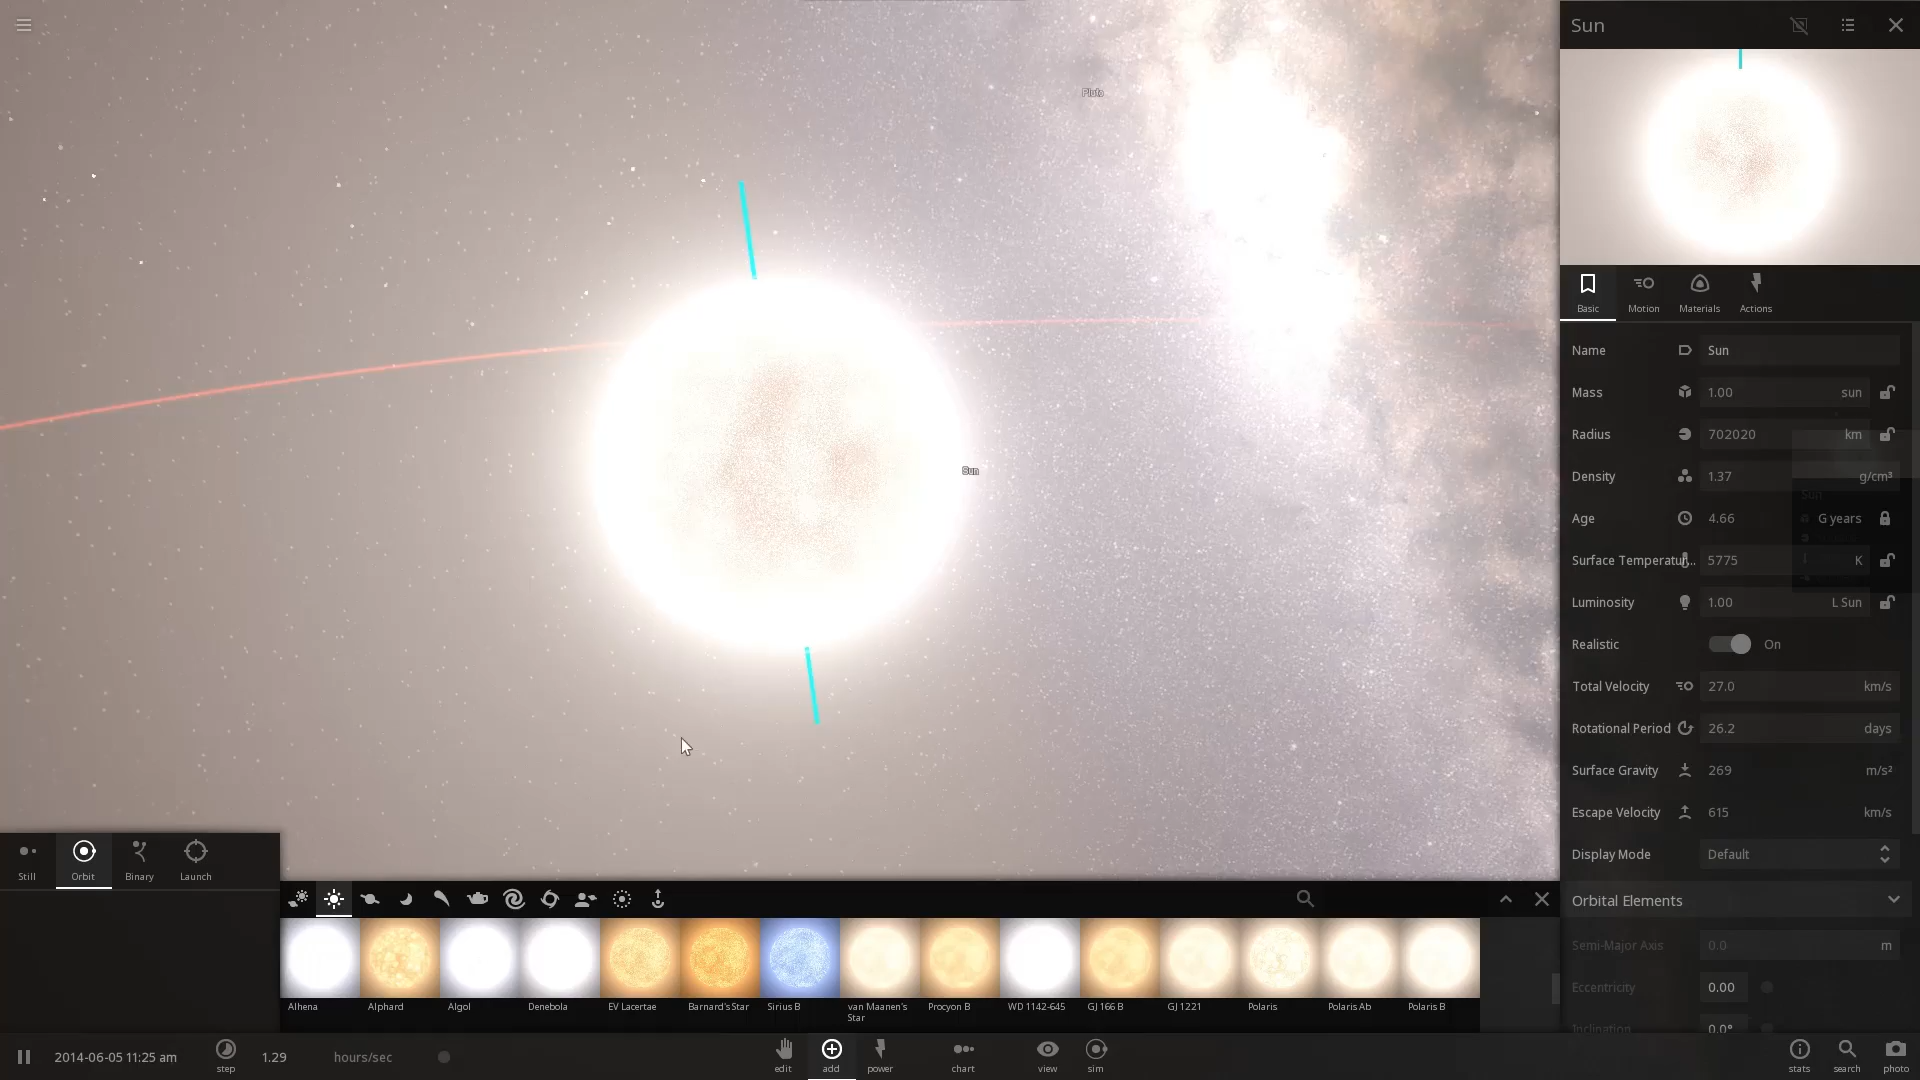 Sun
Pluto
Sun
Basic
Motion
Materials
Actions
Name Sun
Mass 1.00 sun
Radius 702020 km
Density 1.37 g/cm³
Age 4.66 G years
Surface Temperatur... 5775 K
Luminosity 1.00 L Sun
Realistic On
Total Velocity 27.0 km/s
Rotational Period 26.2 days
Surface Gravity 269 m/s²
Escape Velocity 615 km/s
Display Mode Default
Orbital Elements
Semi-Major Axis 0.0 m
Eccentricity 0.00
Inclination 0.0°
Still
Orbit
Binary
Launch
Alhena
Alphard
Algol
Denebola
EV Lacertae
Barnard's Star
Sirius B
van Maanen's
Star
Procyon B
WD 1142-645
GJ 166 B
GJ 1221
Polaris
Polaris Ab
Polaris B
2014-06-05 11:25 am
step
1.29 hours/sec
edit
add
power
chart
view
sim
stats
search
photo